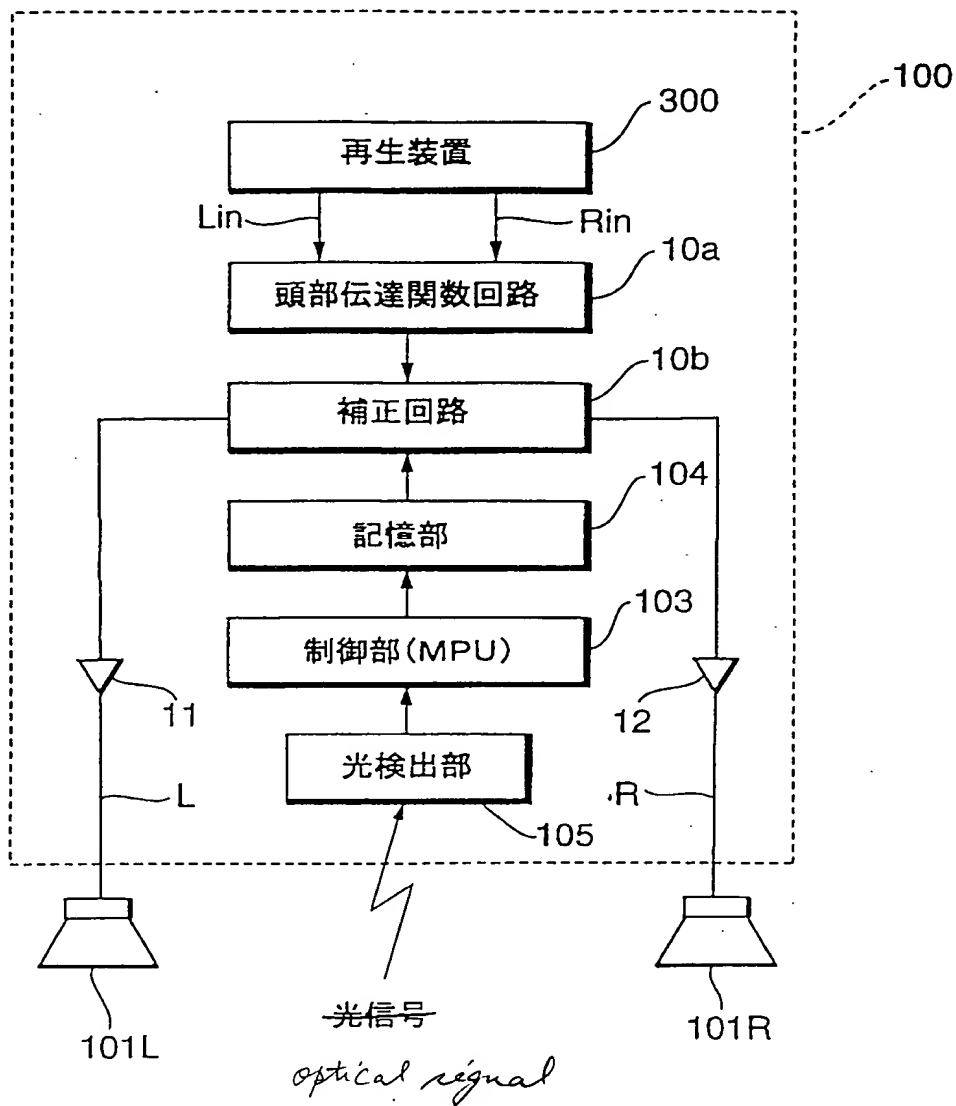 100
300
再生装置
Lin
Rin
10a
頭部伝達関数回路
10b
補正回路
104
記憶部
103
制御部(MPU)
11
12
光検出部
L
R
105
101L
101R
光信号
optical signal